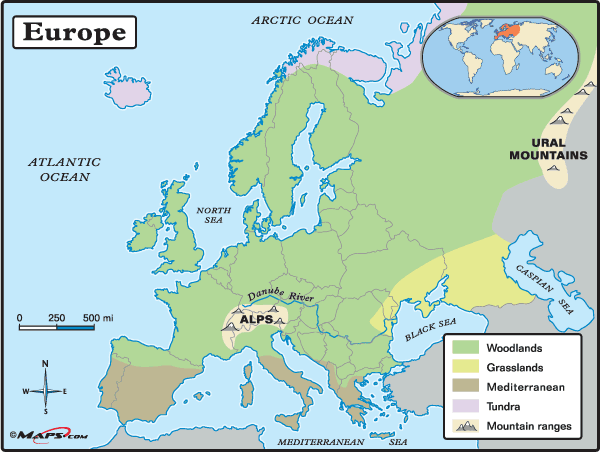 Europe
ARCTIC OCEAN
URAL
MOUNTAINS
ATLANTIC
OCEAN
NORTH
SEA
CASPIAN SEA
Danube River
ALPS
BLACK SEA
0 250 500 mi
N
W E
S
Woodlands
Grasslands
Mediterranean
Tundra
Mountain ranges
©MAPS.COM
MEDITERRANEAN SEA